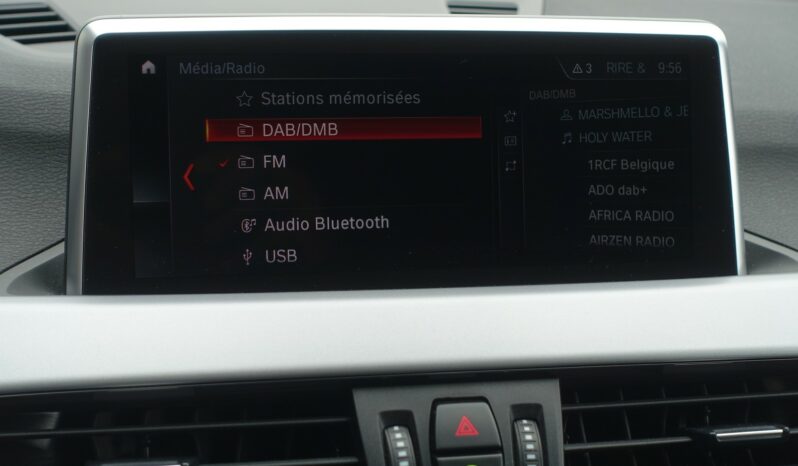 Média/Radio
3 RIRE & 9:56
Stations mémorisées
DAB/DMB
FM
AM
Audio Bluetooth
USB
DAB/DMB
MARSHMELLO & JE
HOLY WATER
1RCF Belgique
ADO dab+
AFRICA RADIO
AIRZEN RADIO